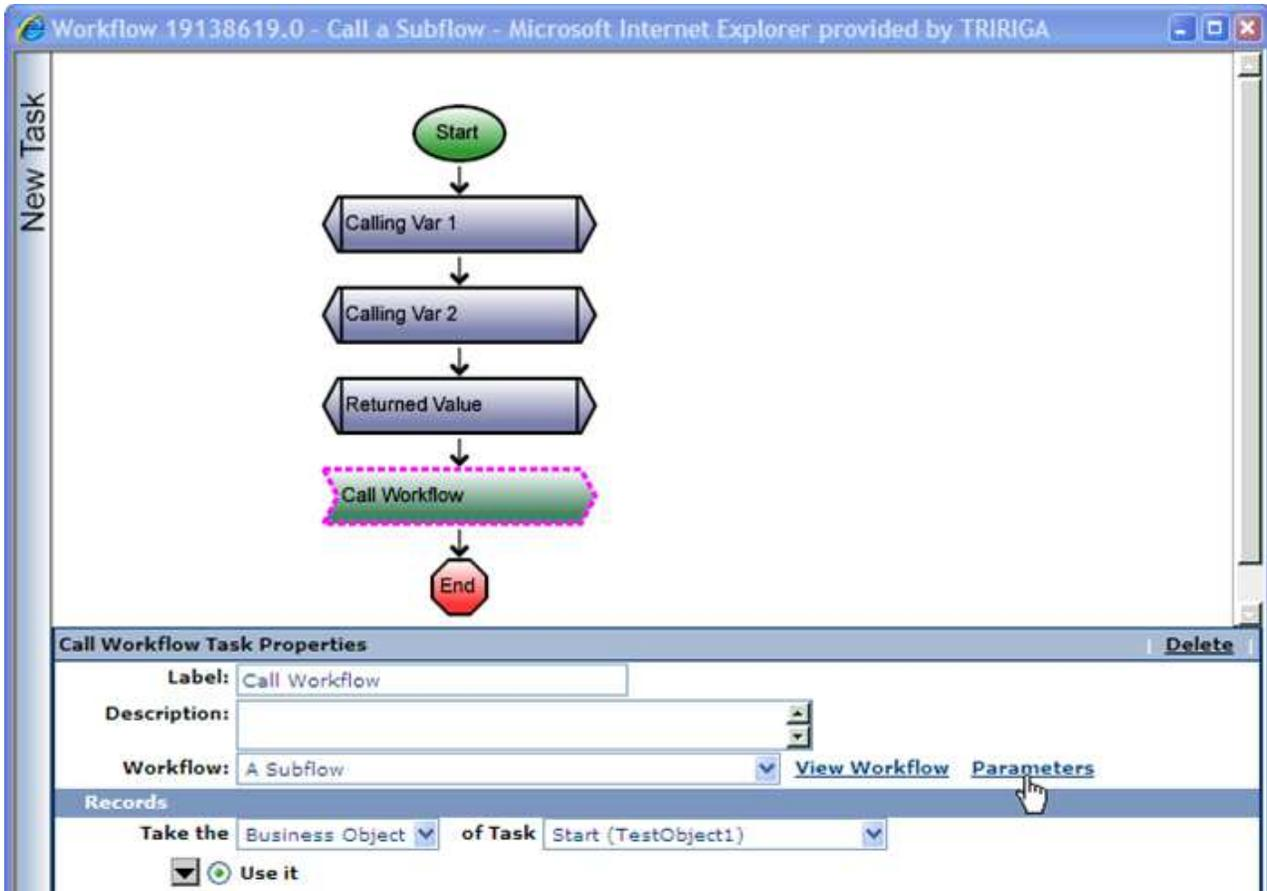 Workflow 19138619.0 - Call a Subflow - Microsoft Internet Explorer provided by TRIRIGA
New Task
Start
Calling Var 1
Calling Var 2
Returned Value
Call Workflow
End
Call Workflow Task Properties Delete
Label: Call Workflow
Description:
Workflow: A Subflow View Workflow Parameters
Records
Take the Business Object of Task Start (TestObject1)
Use it